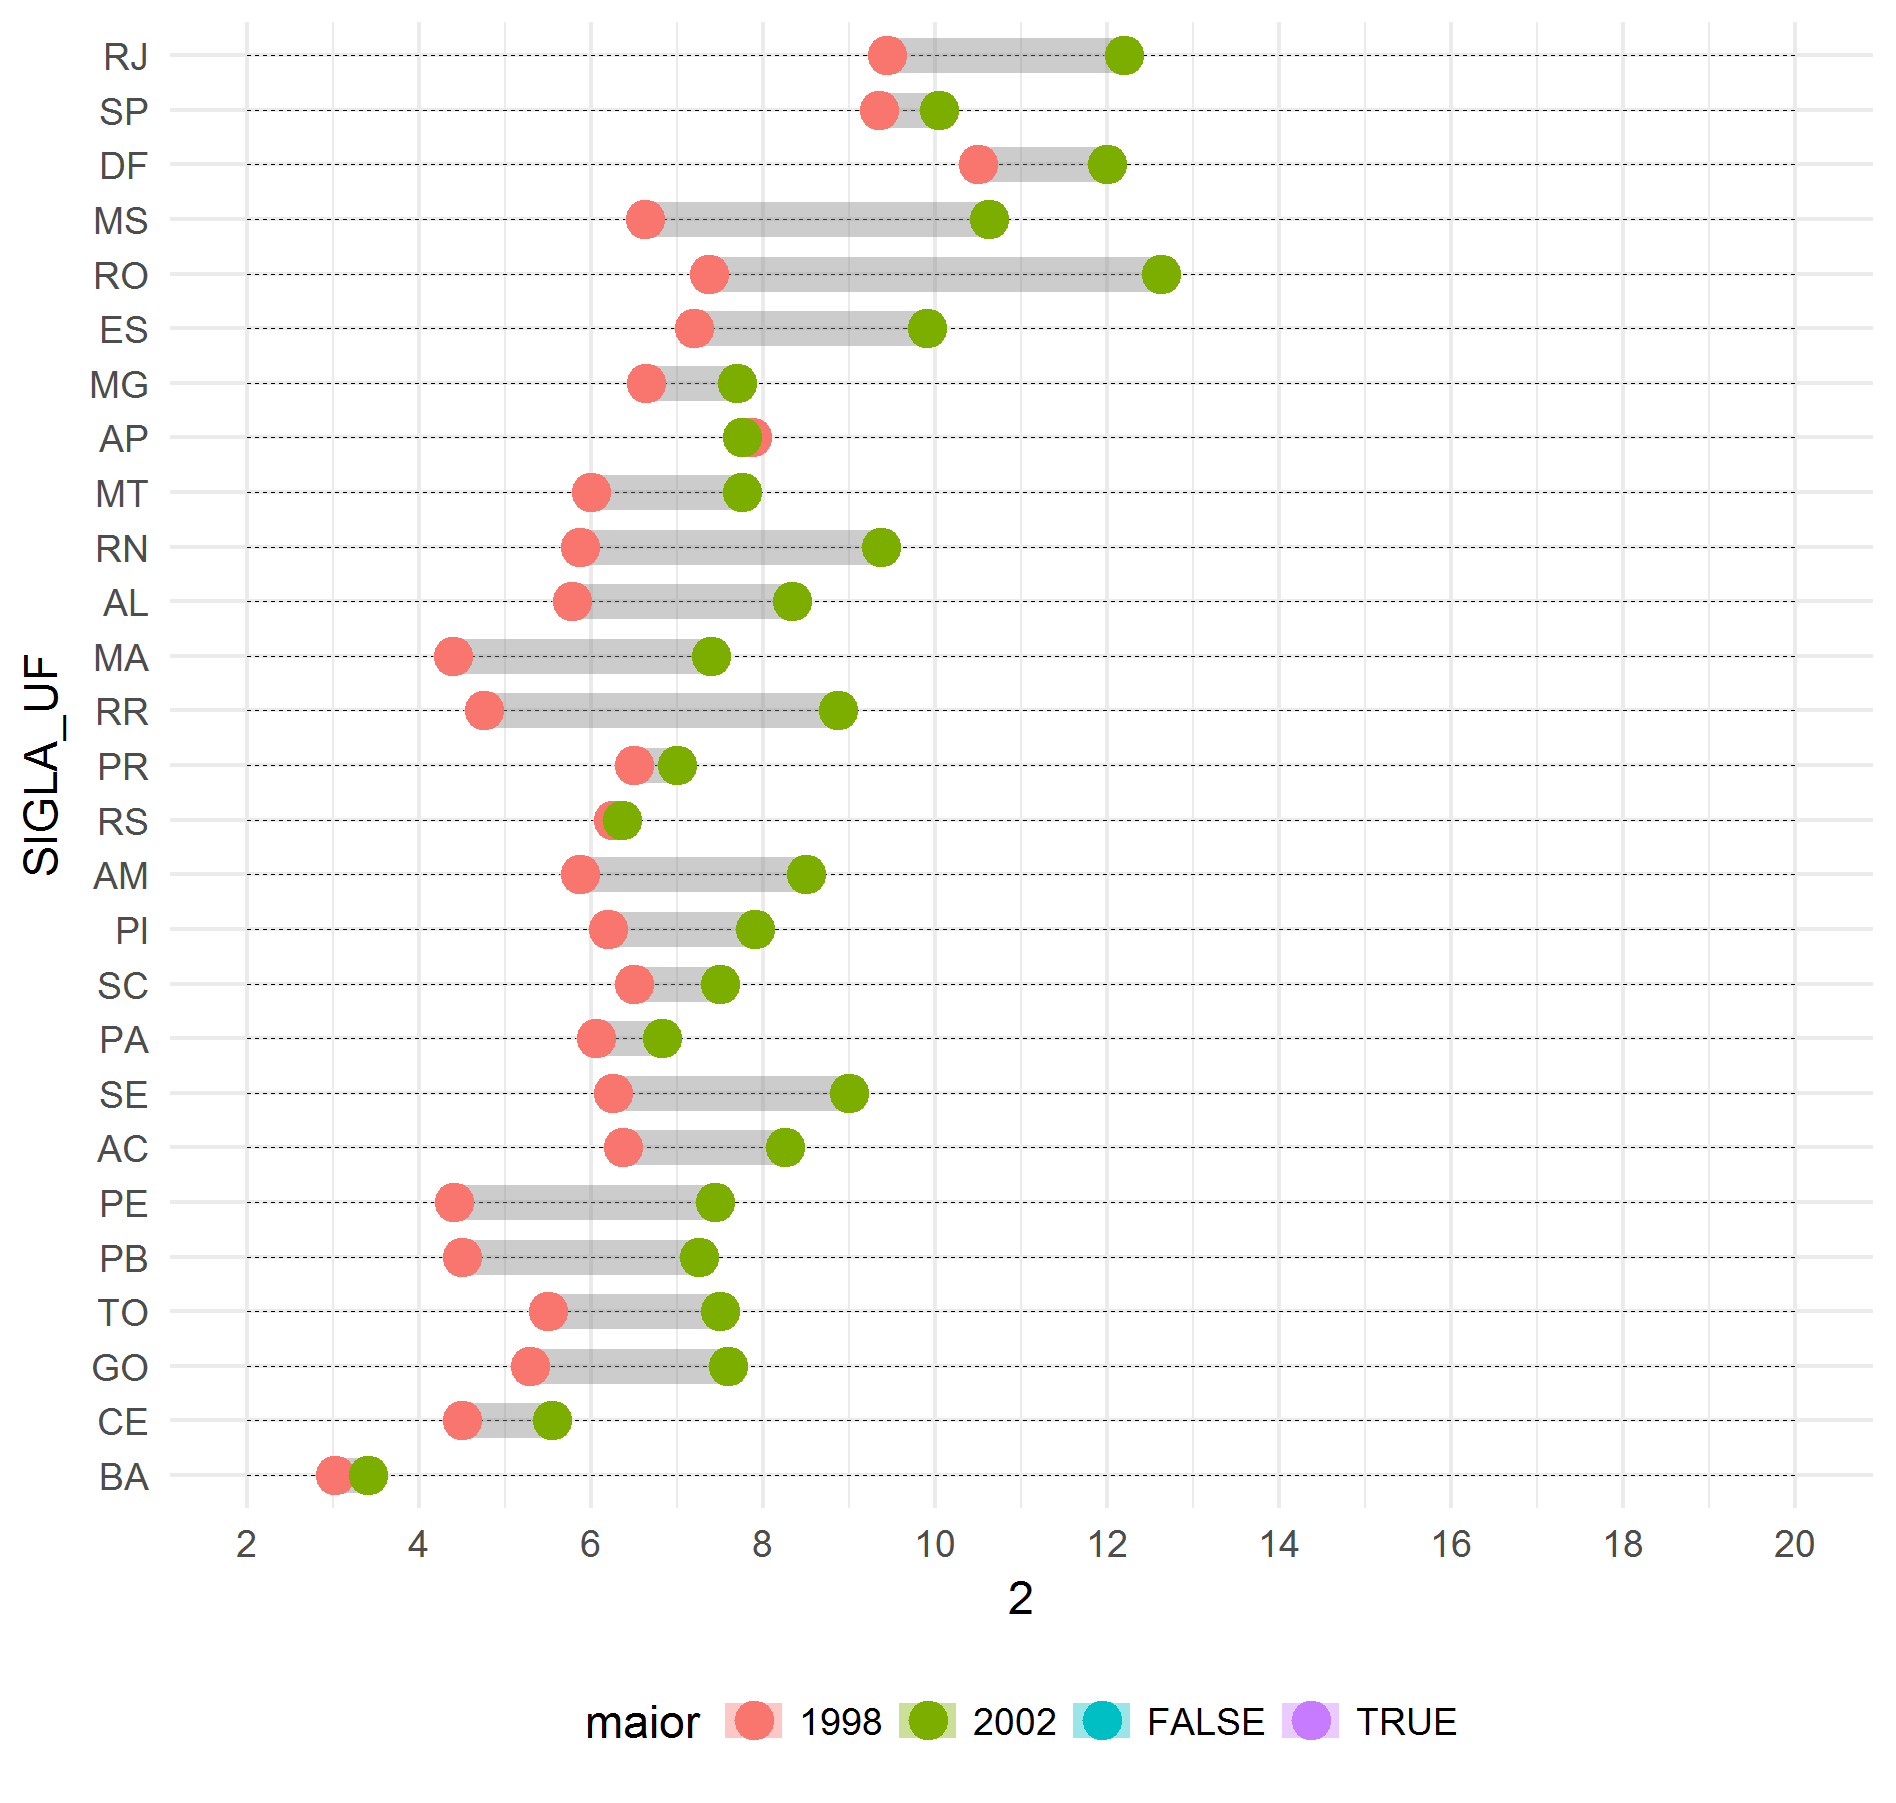 RJ
SP
DF
MS
RO
ES
MG
AP
MT
RN
AL
MA
RR
PR
RS
AM
PI
SC
PA
SE
AC
PE
PB
TO
GO
CE
BA
SIGLA_UF
2 4 6 8 10 12 14 16 18 20
2
maior 1998 2002 FALSE TRUE